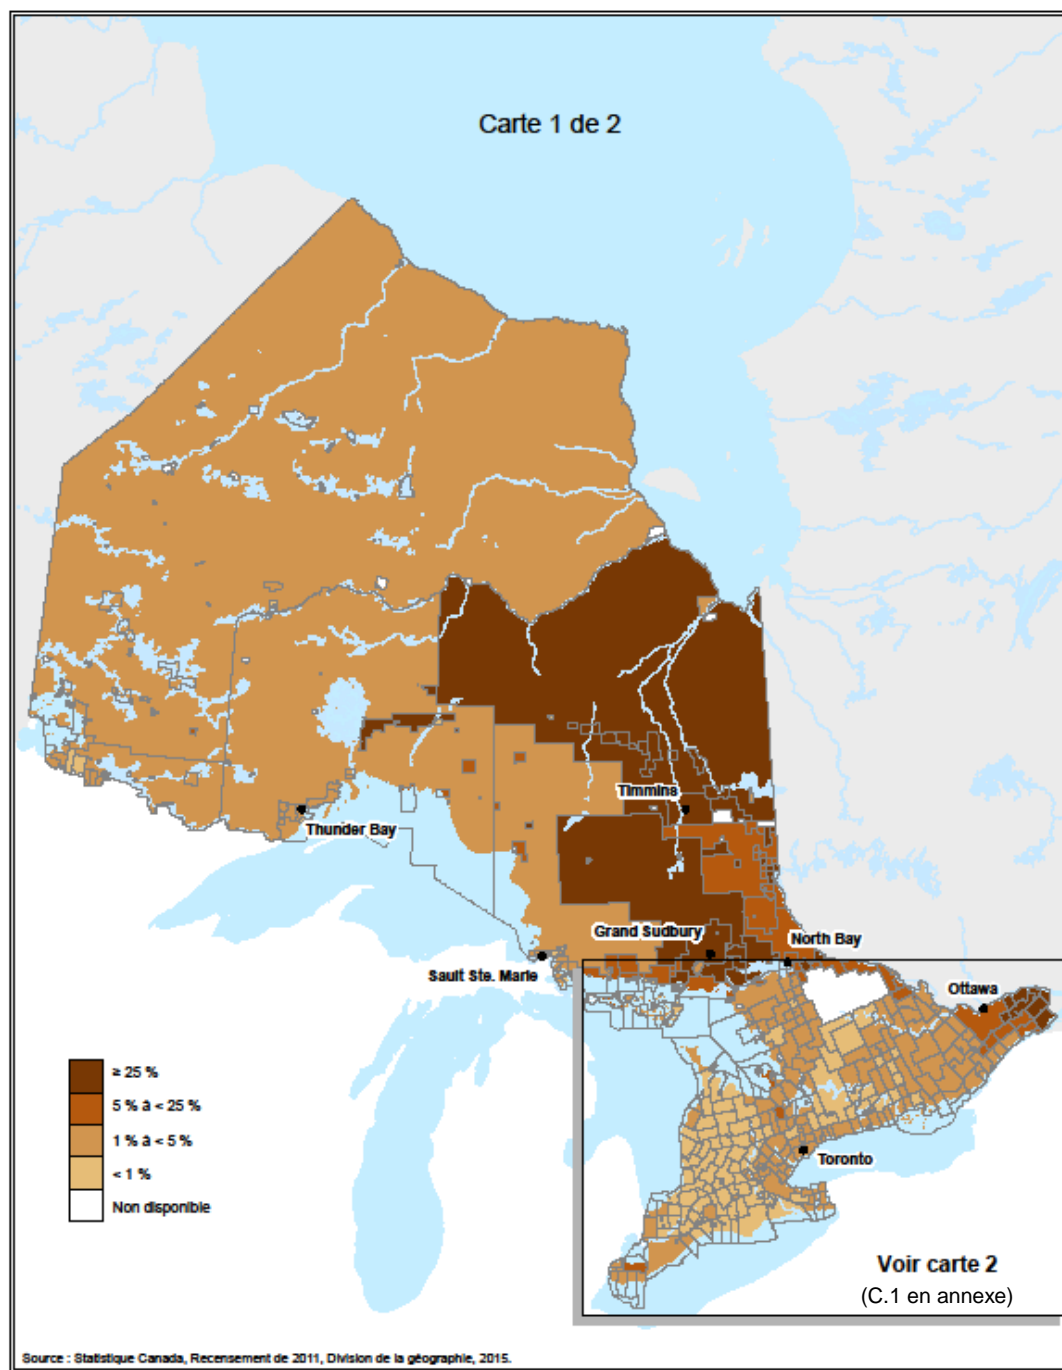 Carte 1 de 2
Timmins
Thunder Bay
Grand Sudbury
North Bay
Sault Ste. Marie
Ottawa
≥ 25 %
5 % à < 25 %
1 % à < 5 %
< 1 %
Non disponible
Toronto
Voir carte 2
(C.1 en annexe)
Source : Statistique Canada, Recensement de 2011, Division de la géographie, 2015.